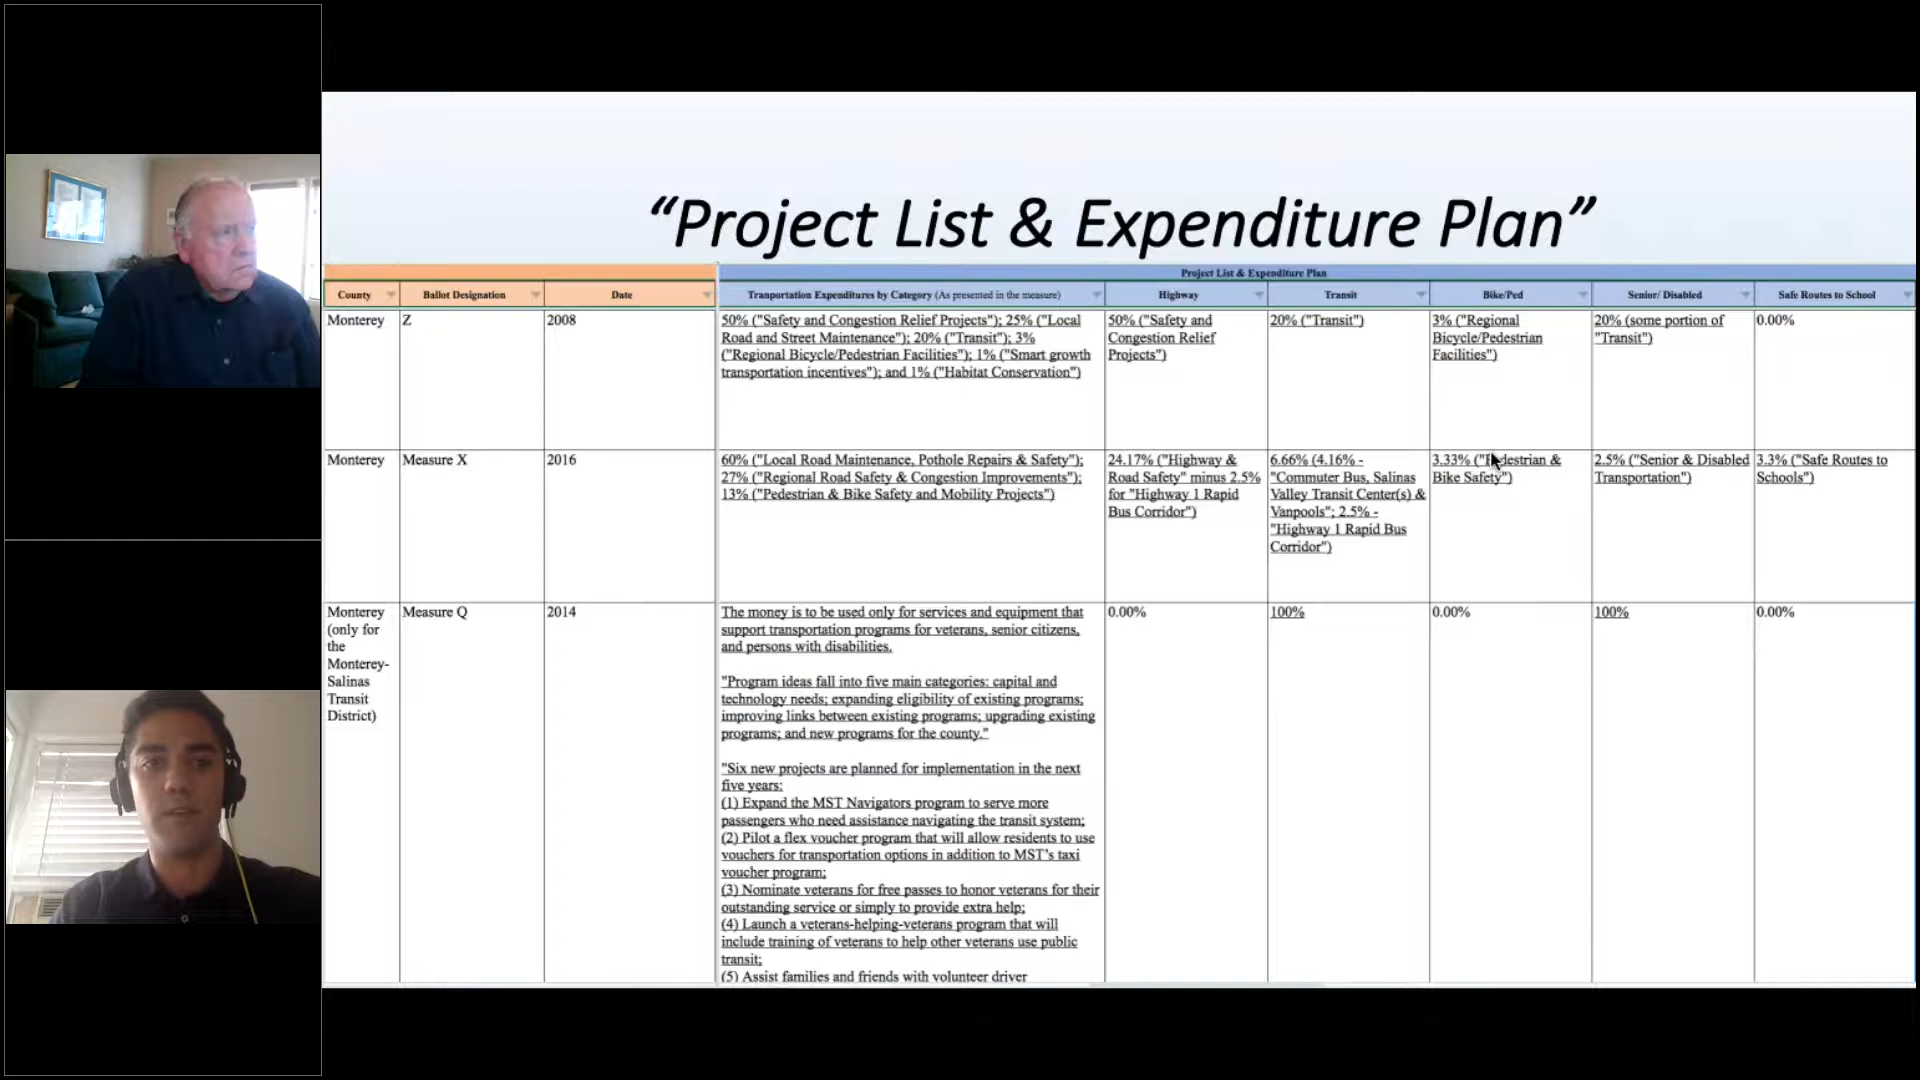 “Project List & Expenditure Plan”
Project List & Expenditure Plan
County
Ballot Designation
Date
Tranportation Expenditures by Category (As presented in the measure)
Highway
Transit
Bike/Ped
Senior/ Disabled
Safe Routes to School
Monterey
Z
2008
50% ("Safety and Congestion Relief Projects"); 25% ("Local
Road and Street Maintenance"); 20% ("Transit"); 3%
("Regional Bicycle/Pedestrian Facilities"); 1% ("Smart growth
transportation incentives"); and 1% ("Habitat Conservation")
50% ("Safety and
Congestion Relief
Projects")
20% ("Transit")
3% ("Regional
Bicycle/Pedestrian
Facilities")
20% (some portion of
"Transit")
0.00%
Monterey
Measure X
2016
60% ("Local Road Maintenance, Pothole Repairs & Safety");
27% ("Regional Road Safety & Congestion Improvements");
13% ("Pedestrian & Bike Safety and Mobility Projects")
24.17% ("Highway &
Road Safety" minus 2.5%
for "Highway 1 Rapid
Bus Corridor")
6.66% (4.16% -
"Commuter Bus, Salinas
Valley Transit Center(s) &
Vanpools"; 2.5% -
"Highway 1 Rapid Bus
Corridor")
3.33% ("Pedestrian &
Bike Safety")
2.5% ("Senior & Disabled
Transportation")
3.3% ("Safe Routes to
Schools")
Monterey
(only for
the
Monterey-
Salinas
Transit
District)
Measure Q
2014
The money is to be used only for services and equipment that
support transportation programs for veterans, senior citizens,
and persons with disabilities.
"Program ideas fall into five main categories: capital and
technology needs; expanding eligibility of existing programs;
improving links between existing programs; upgrading existing
programs; and new programs for the county."
"Six new projects are planned for implementation in the next
five years:
(1) Expand the MST Navigators program to serve more
passengers who need assistance navigating the transit system;
(2) Pilot a flex voucher program that will allow residents to use
vouchers for transportation options in addition to MST's taxi
voucher program;
(3) Nominate veterans for free passes to honor veterans for their
outstanding service or simply to provide extra help;
(4) Launch a veterans-helping-veterans program that will
include training of veterans to help other veterans use public
transit;
(5) Assist families and friends with volunteer driver
0.00%
100%
0.00%
100%
0.00%